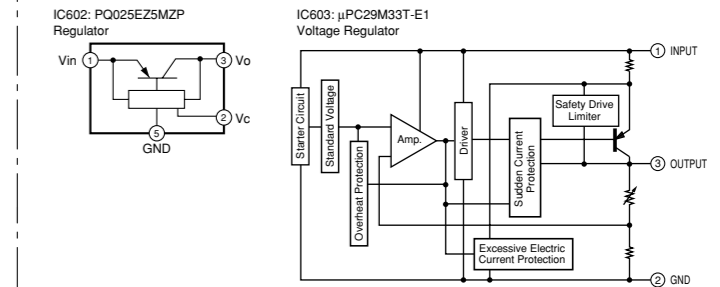 IC602: PQ025EZ5MZP
Regulator
Vin
1
3
Vo
2
Vc
5
GND
IC603: µPC29M33T-E1
Voltage Regulator
1
INPUT
Starter Circuit
Standard Voltage
Overheat Protection
Amp.
Driver
Sudden Current
Protection
Safety Drive
Limiter
3
OUTPUT
Excessive Electric
Current Protection
2
GND